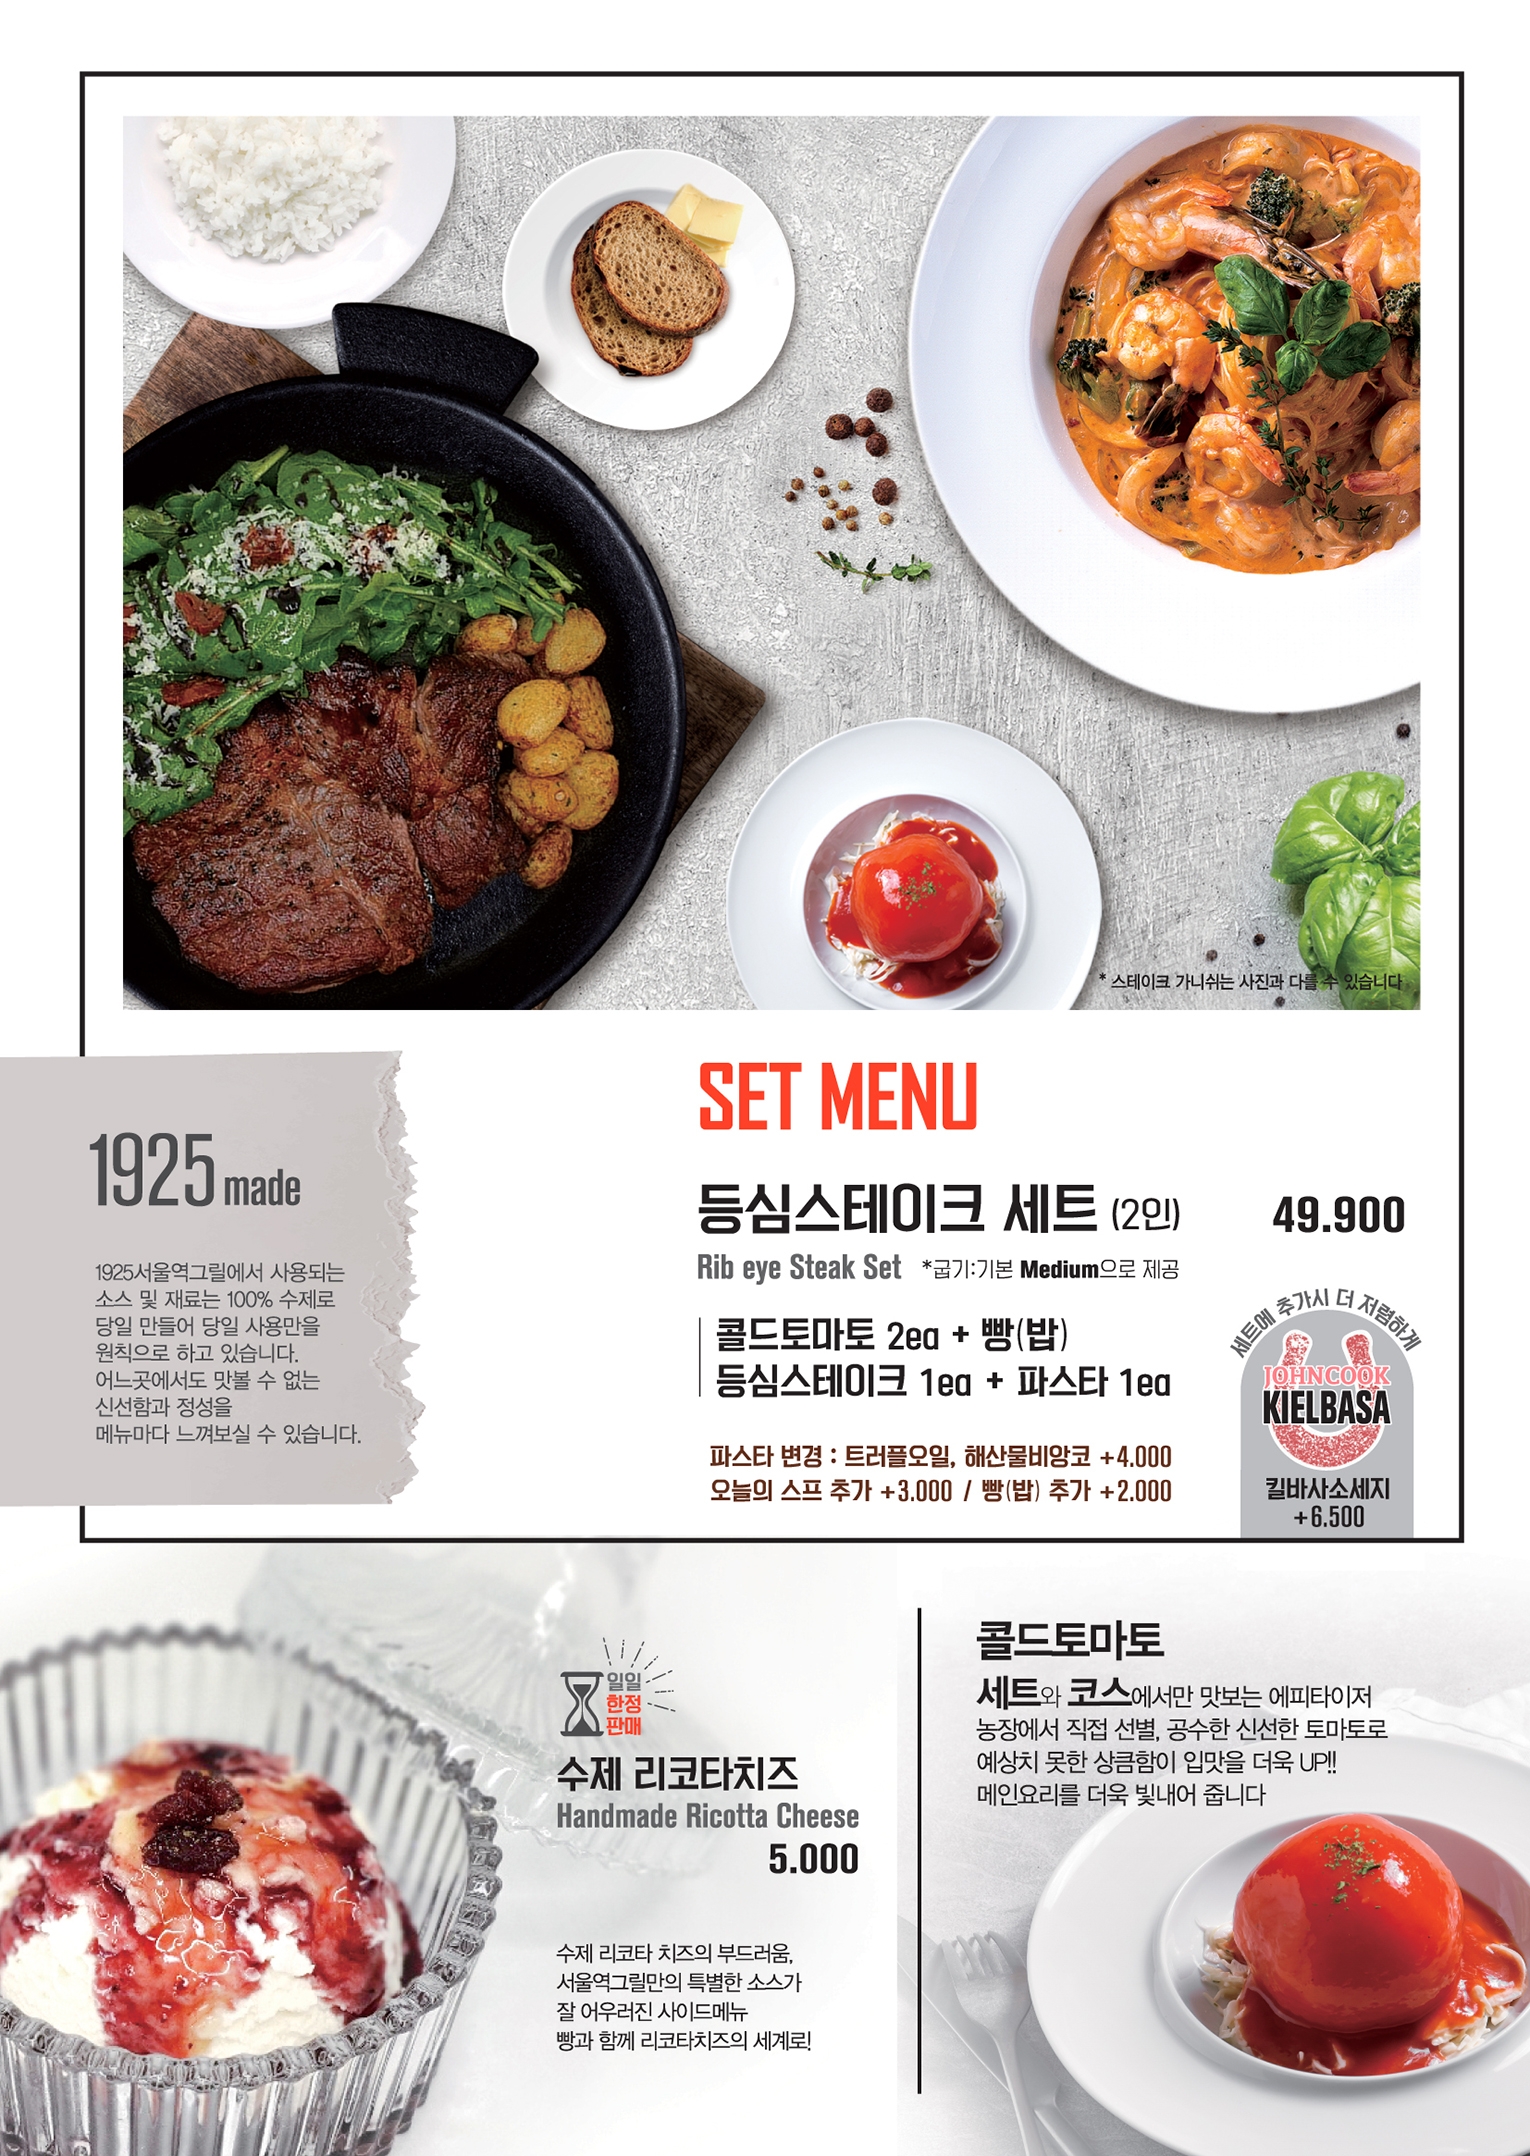 * 스테이크 가니쉬는 사진과 다를 수 있습니다
1925 made
1925서울역그릴에서 사용되는
소스 및 재료는 100% 수제로
당일 만들어 당일 사용만을
원칙으로 하고 있습니다.
어느곳에서도 맛볼 수 없는
신선함과 정성을
메뉴마다 느껴보실 수 있습니다.
SET MENU
등심스테이크 세트 (2인) 49.900
Rib eye Steak Set *굽기:기본 Medium으로 제공
콜드토마토 2ea + 빵(밥)
등심스테이크 1ea + 파스타 1ea
파스타 변경 : 트러플오일, 해산물비앙코 +4.000
오늘의 스프 추가 +3.000 / 빵(밥) 추가 +2.000
세트에 추가시 더 저렴하게
JOHNCOOK
KIELBASA
킬바사소세지
+6.500
일일
한정
판매
수제 리코타치즈
Handmade Ricotta Cheese
5.000
수제 리코타 치즈의 부드러움,
서울역그릴만의 특별한 소스가
잘 어우러진 사이드메뉴
빵과 함께 리코타치즈의 세계로!
콜드토마토
세트와 코스에서만 맛보는 에피타이저
농장에서 직접 선별, 공수한 신선한 토마토로
예상치 못한 상큼함이 입맛을 더욱 UP!!
메인요리를 더욱 빛내어 줍니다